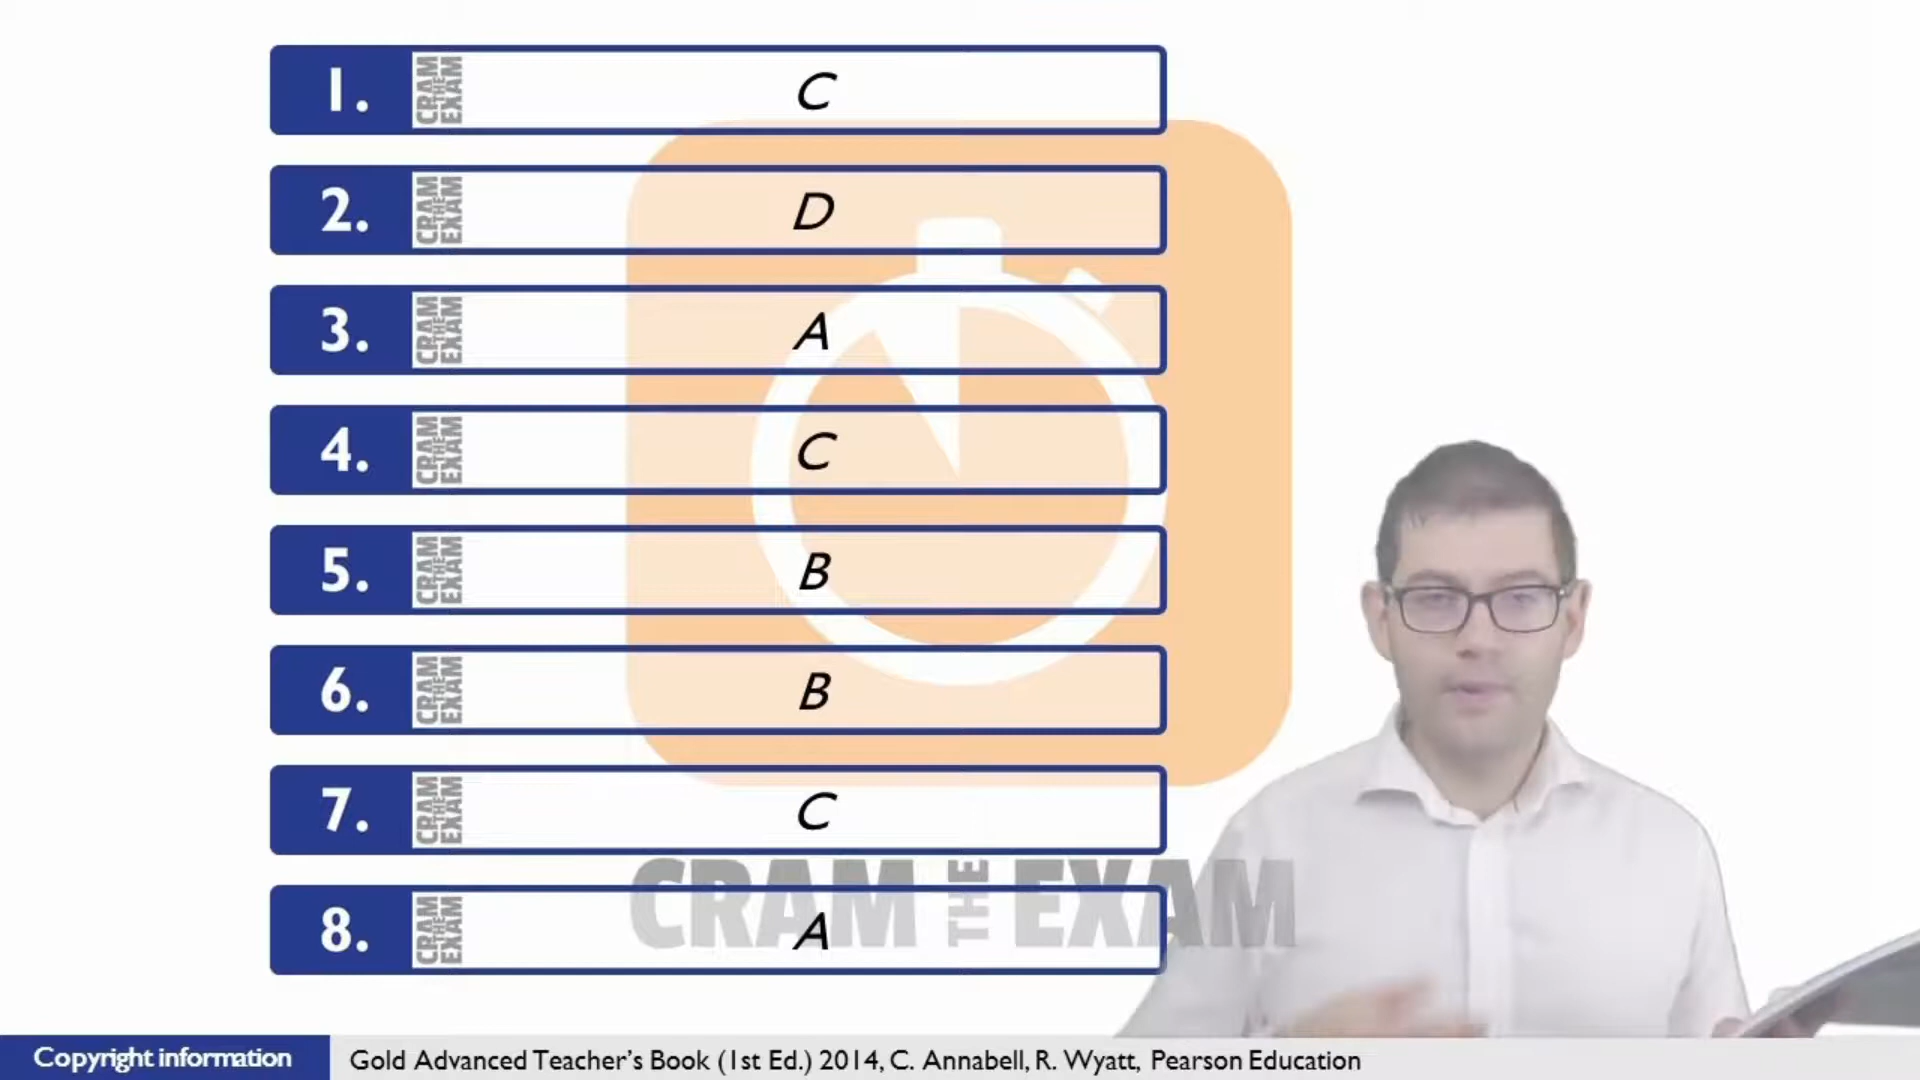 1. CRAM THE EXAM C
2. CRAM THE EXAM D
3. CRAM THE EXAM A
4. CRAM THE EXAM C
5. CRAM THE EXAM B
6. CRAM THE EXAM B
7. CRAM THE EXAM C
CRAM THE EXAM
8. CRAM THE EXAM A
Copyright information Gold Advanced Teacher's Book (1st Ed.) 2014, C. Annabell, R. Wyatt, Pearson Education